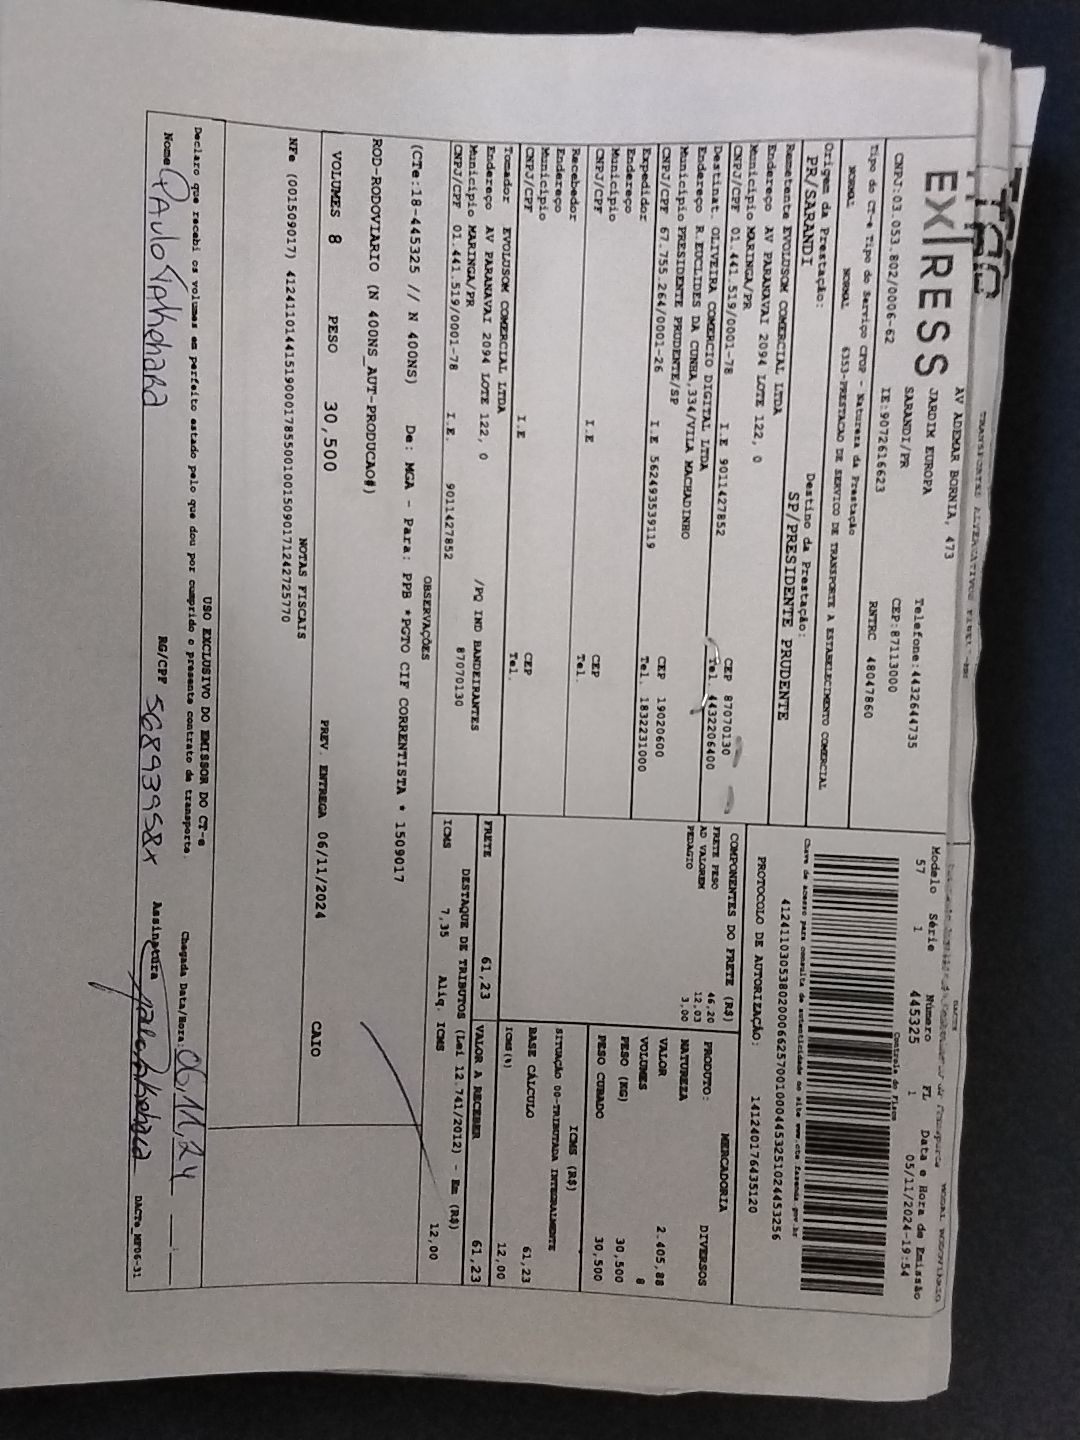 EXPRESS
AV ADEMAR BORNIA, 473
JARDIM EUROPA
SARANDI/PR
Telefone:4432644735
CEP:87113000
CNPJ:03.053.802/0006-62
IE:9072616623
RNTRC 48047860
Modelo Série Número FL Data e Hora de Emissão
57 1 445325 1 05/11/2024-19:54
Controle do Fisco
Chave de acesso para consulta de autenticidade no site www.cte.fazenda.gov.br
PROTOCOLO DE AUTORIZAÇÃO: 141240176435120
Tipo do CT-e Tipo do Serviço CFOP - Natureza da Prestação
NORMAL NORMAL 6353-PRESTACAO DE SERVICO DE TRANSPORTE A ESTABELECIMENTO COMERCIAL
Origem da Prestação: Destino da Prestação:
PR/SARANDI SP/PRESIDENTE PRUDENTE
Remetente EVOLUSOM COMERCIAL LTDA
Endereço AV PARANAVAI 2094 LOTE 122, 0
Município MARINGA/PR CEP 87070130
CNPJ/CPF 01.441.519/0001-78 I.E 9011427852 Tel. 4432206400
Destinat. OLIVEIRA COMERCIO DIGITAL LTDA
Endereço R.EUCLIDES DA CUNHA,334/VILA MACHADINHO
Município PRESIDENTE PRUDENTE/SP CEP 19020600
CNPJ/CPF 67.755.264/0001-26 I.E 562493539119 Tel. 1832231000
Expedidor
Endereço
Município CEP
CNPJ/CPF I.E Tel.
Recebedor
Endereço
Município CEP
CNPJ/CPF I.E Tel.
Tomador EVOLUSOM COMERCIAL LTDA
Endereço AV PARANAVAI 2094 LOTE 122, 0 /PQ IND BANDEIRANTES
Município MARINGA/PR 87070130
CNPJ/CPF 01.441.519/0001-78 I.E. 9011427852
COMPONENTES DO FRETE (R$)
FRETE PESO 46,20
AD VALOREM 12,03
PEDAGIO 3,00
MERCADORIA
PRODUTO: DIVERSOS
NATUREZA
VALOR 2.405,88
VOLUMES 8
PESO (KG) 30,500
PESO CUBADO 30,500
ICMS (R$)
SITUAÇÃO 00-TRIBUTADA INTEGRALMENTE
BASE CÁLCULO 61,23
ICMS(%) 12,00
FRETE 61,23 VALOR A RECEBER 61,23
DESTAQUE DE TRIBUTOS (Lei 12.741/2012) - Em (R$)
ICMS 7,35 Aliq. ICMS 12,00
OBSERVAÇÕES
(CTe:18-445325 // N 400NS) De: MGA - Para: PPB *PGTO CIF CORRENTISTA * 1509017
ROD-RODOVIARIO (N 400NS_AUT-PRODUCAO#)
VOLUMES 8 PESO 30,500 PREV. ENTREGA 06/11/2024 CAIO
NOTAS FISCAIS
NFe (001509017) 41241101441519000178550010015090171242725770
USO EXCLUSIVO DO EMISSOR DO CT-e
Declaro que recebi os volumes em perfeito estado pelo que dou por cumprido o presente contrato de transporte. Chegada Data/Hora: 06,11,24
Nome Paulo Takehara RG/CPF 56893958x Assinatura
DACTe_MF06-31